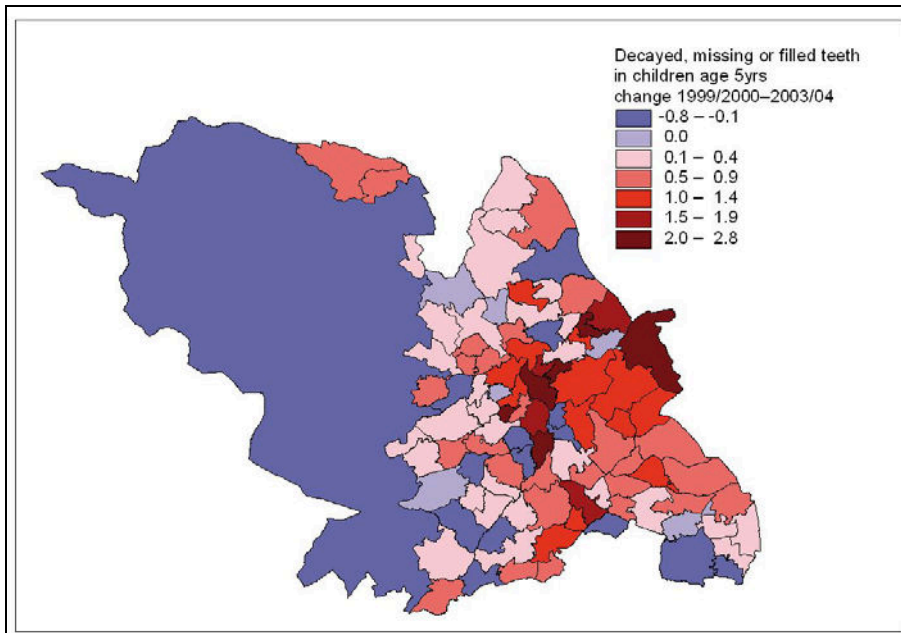 Decayed, missing or filled teeth
in children age 5yrs
change 1999/2000–2003/04
-0.8 – -0.1
0.0
0.1 – 0.4
0.5 – 0.9
1.0 – 1.4
1.5 – 1.9
2.0 – 2.8